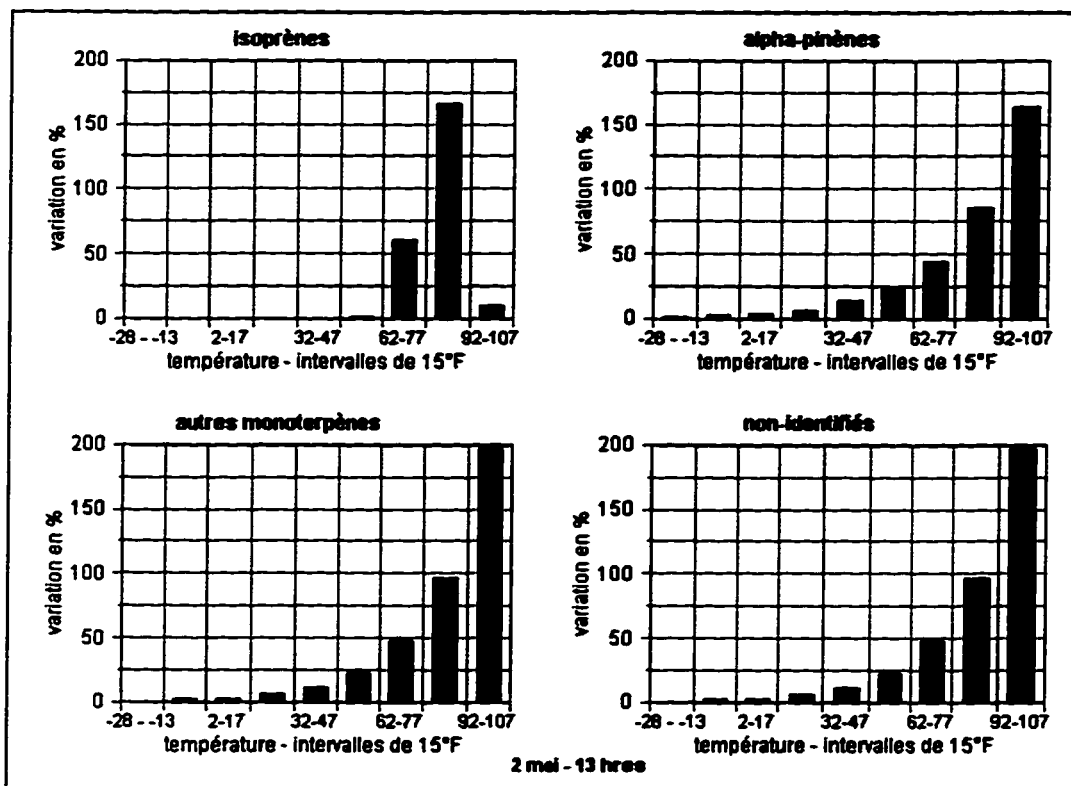 isoprènes
200
150
100
50
0
variation en %
-28 - -13 2-17 32-47 62-77 92-107
température - intervalles de 15°F
alpha-pinènes
200
150
100
50
0
variation en %
-28 - -13 2-17 32-47 62-77 92-107
température - intervalles de 15°F
autres monoterpènes
200
150
100
50
0
variation en %
-28 - -13 2-17 32-47 62-77 92-107
température - intervalles de 15°F
non-identifiés
200
150
100
50
0
variation en %
-28 - -13 2-17 32-47 62-77 92-107
température - intervalles de 15°F
2 mai - 13 hres